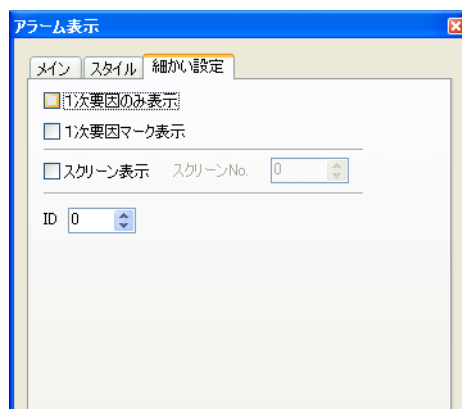 アラーム表示
メイン スタイル 細かい設定
1次要因のみ表示
1次要因マーク表示
スクリーン表示 スクリーンNo. 0
ID 0